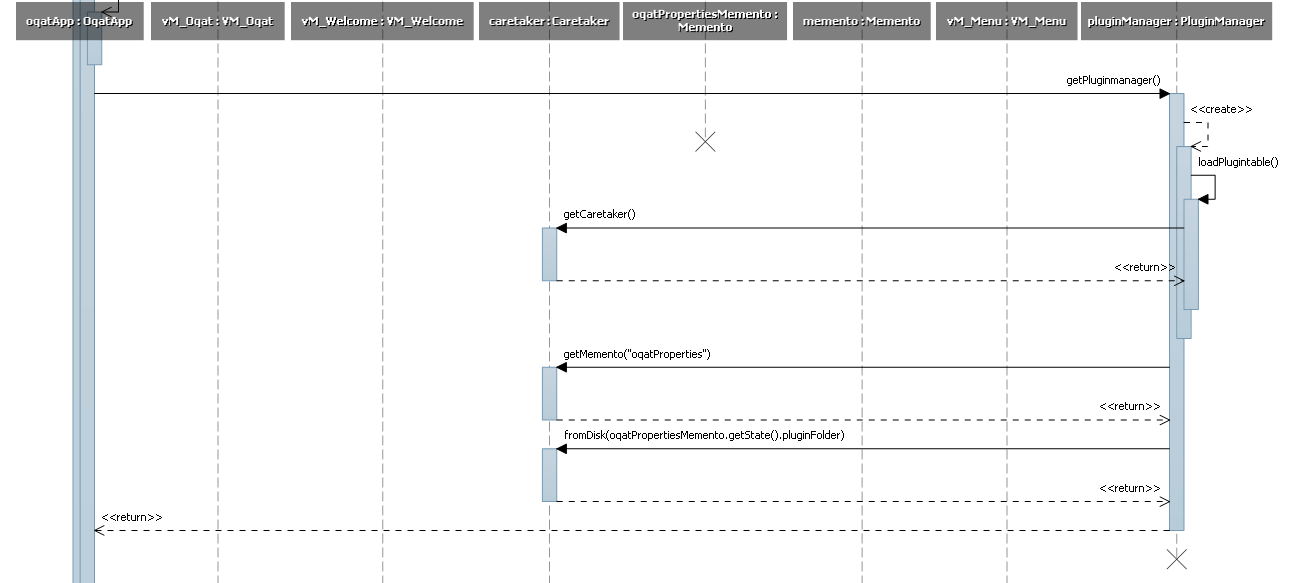 oqatApp : OqatApp
vM_Oqat : VM_Oqat
vM_Welcome : VM_Welcome
caretaker : Caretaker
oqatPropertiesMemento :
Memento
memento : Memento
vM_Menu : VM_Menu
pluginManager : PluginManager
getPluginmanager()
<<create>>
loadPlugintable()
getCaretaker()
<<return>>
getMemento("oqatProperties")
<<return>>
fromDisk(oqatPropertiesMemento.getState().pluginFolder)
<<return>>
<<return>>